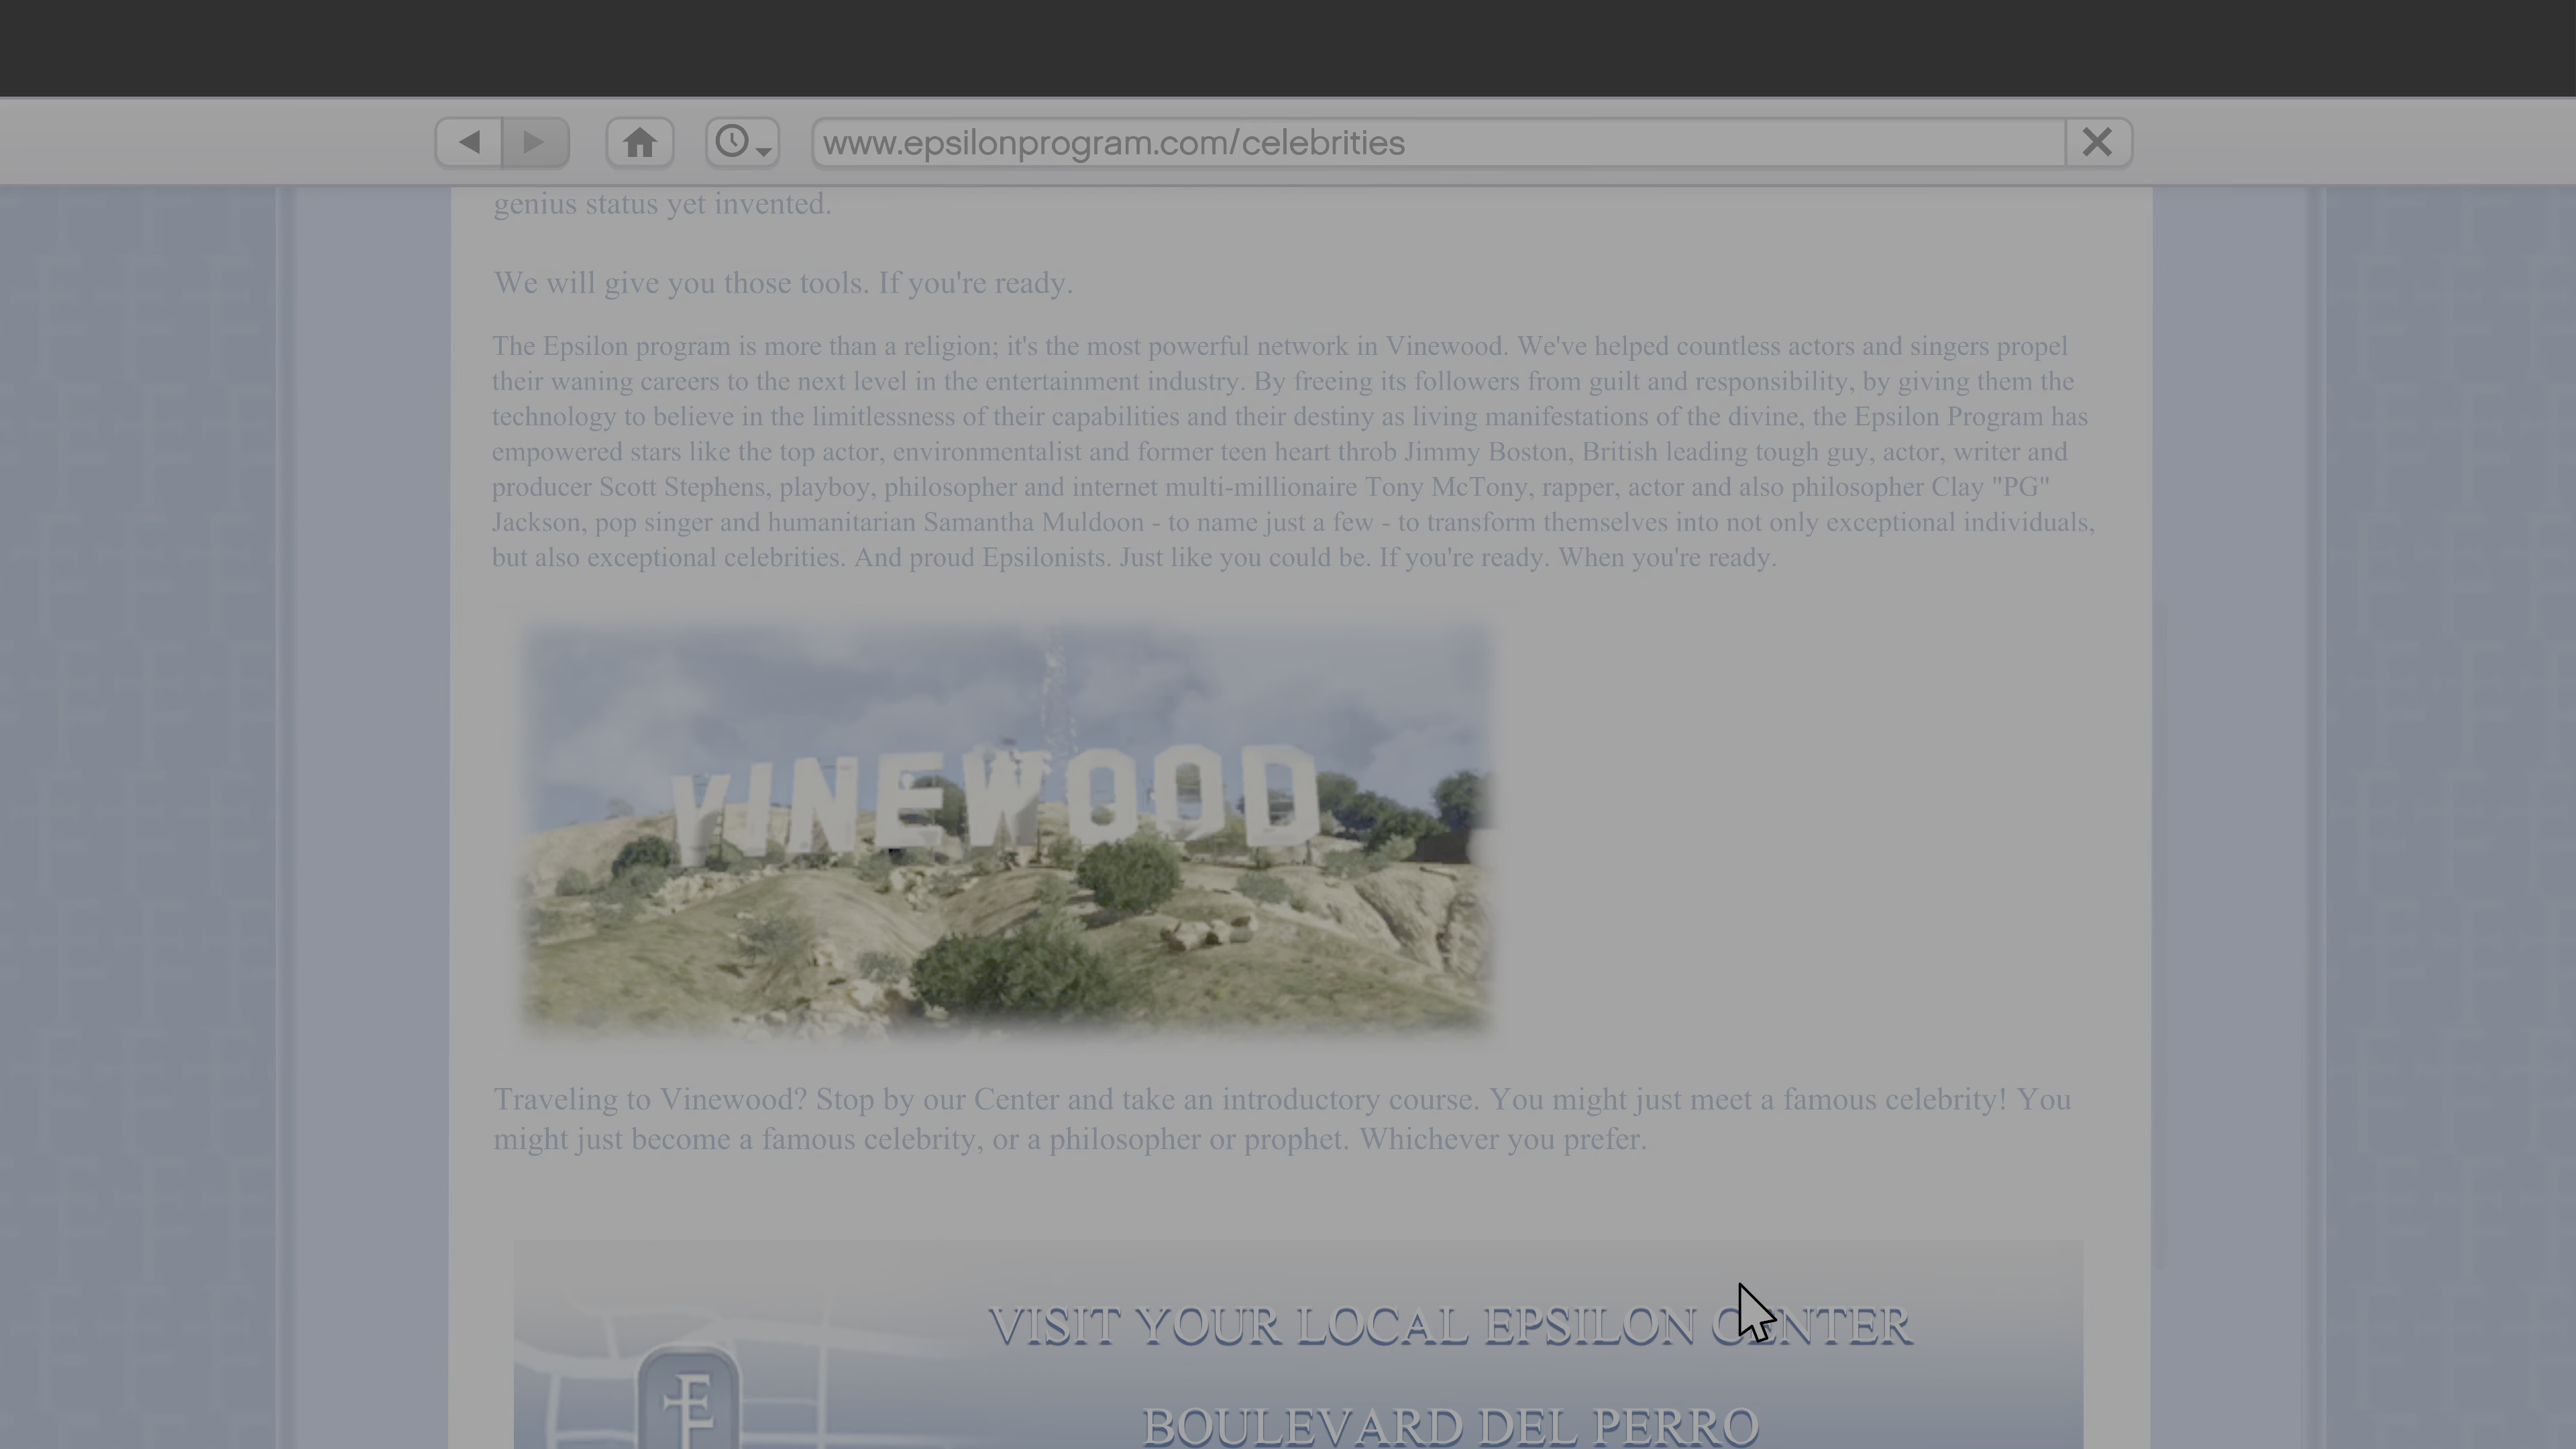 www.epsilonprogram.com/celebrities
genius status yet invented.
We will give you those tools. If you're ready.
The Epsilon program is more than a religion; it's the most powerful network in Vinewood. We've helped countless actors and singers propel
their waning careers to the next level in the entertainment industry. By freeing its followers from guilt and responsibility, by giving them the
technology to believe in the limitlessness of their capabilities and their destiny as living manifestations of the divine, the Epsilon Program has
empowered stars like the top actor, environmentalist and former teen heart throb Jimmy Boston, British leading tough guy, actor, writer and
producer Scott Stephens, playboy, philosopher and internet multi-millionaire Tony McTony, rapper, actor and also philosopher Clay "PG"
Jackson, pop singer and humanitarian Samantha Muldoon - to name just a few - to transform themselves into not only exceptional individuals,
but also exceptional celebrities. And proud Epsilonists. Just like you could be. If you're ready. When you're ready.
VINEWOOD
Traveling to Vinewood? Stop by our Center and take an introductory course. You might just meet a famous celebrity! You
might just become a famous celebrity, or a philosopher or prophet. Whichever you prefer.
VISIT YOUR LOCAL EPSILON CENTER
BOULEVARD DEL PERRO